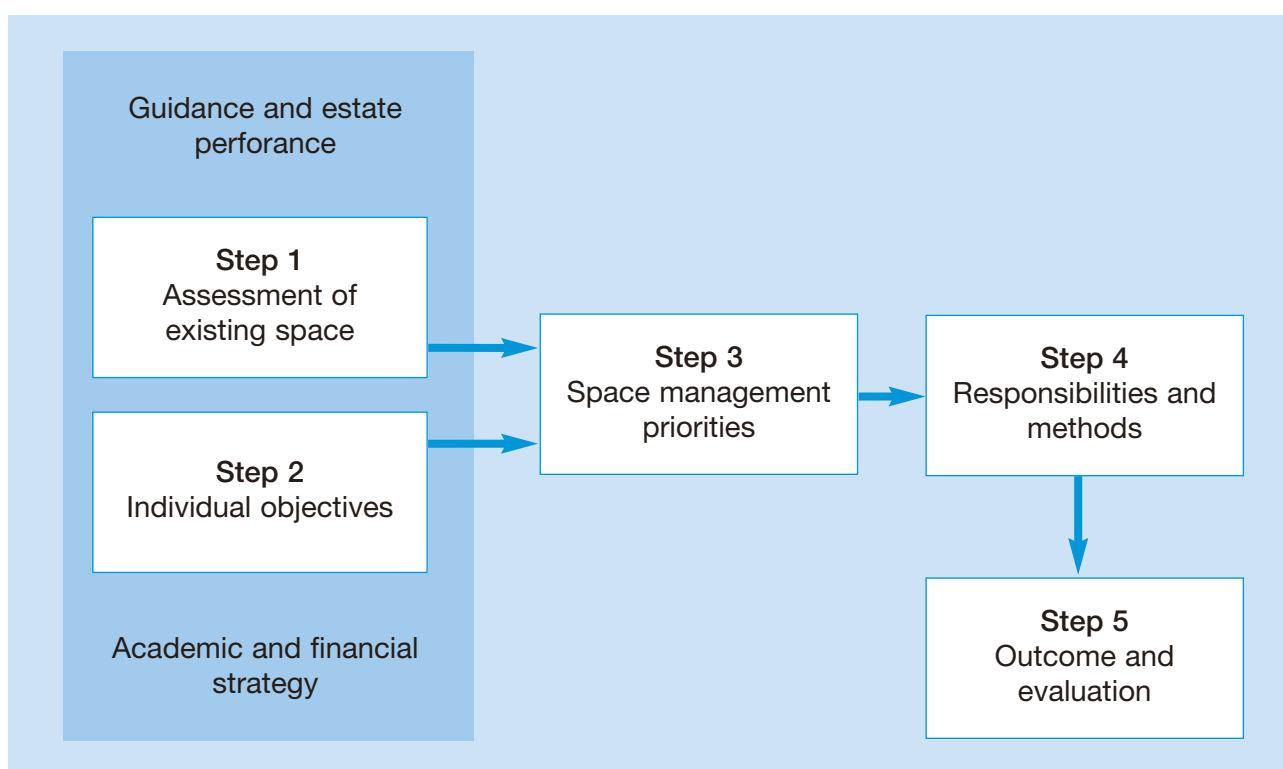 Guidance and estate
perforance
Step 1
Assessment of
existing space
Step 2
Individual objectives
Academic and financial
strategy
Step 3
Space management
priorities
Step 4
Responsibilities and
methods
Step 5
Outcome and
evaluation